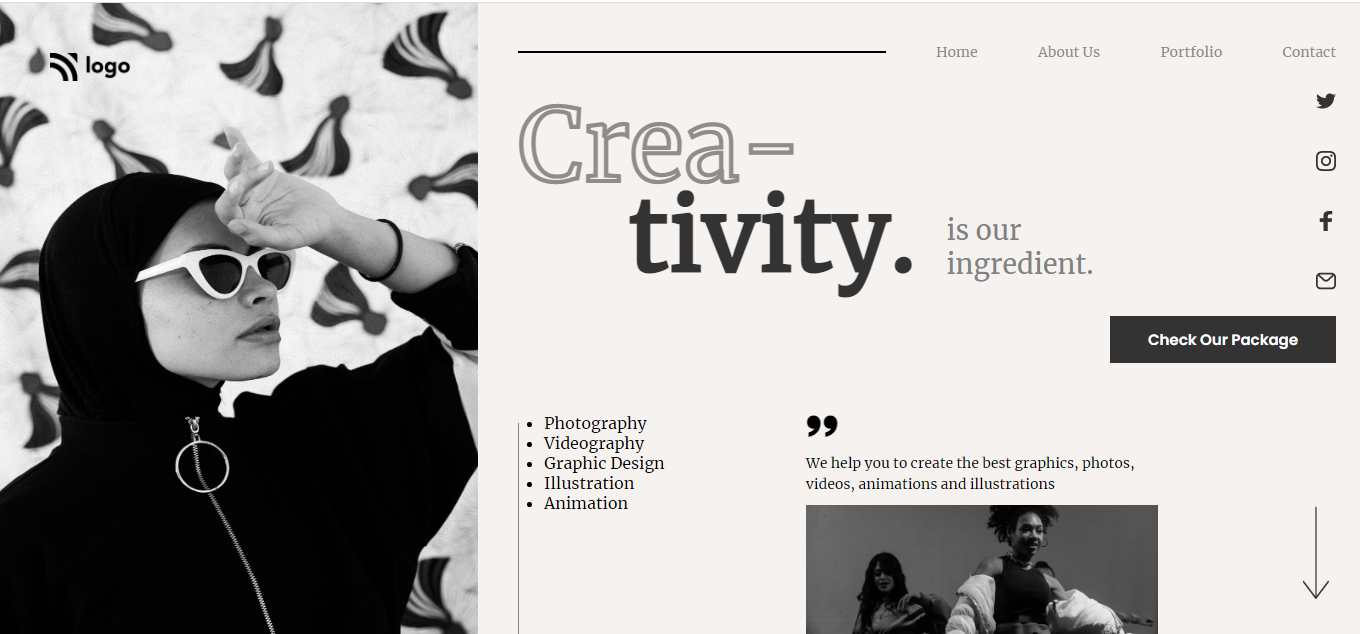 logo
Home About Us Portfolio Contact
Crea-
tivity.
is our
ingredient.
Check Our Package
Photography
Videography
Graphic Design
Illustration
Animation
”
We help you to create the best graphics, photos,
videos, animations and illustrations